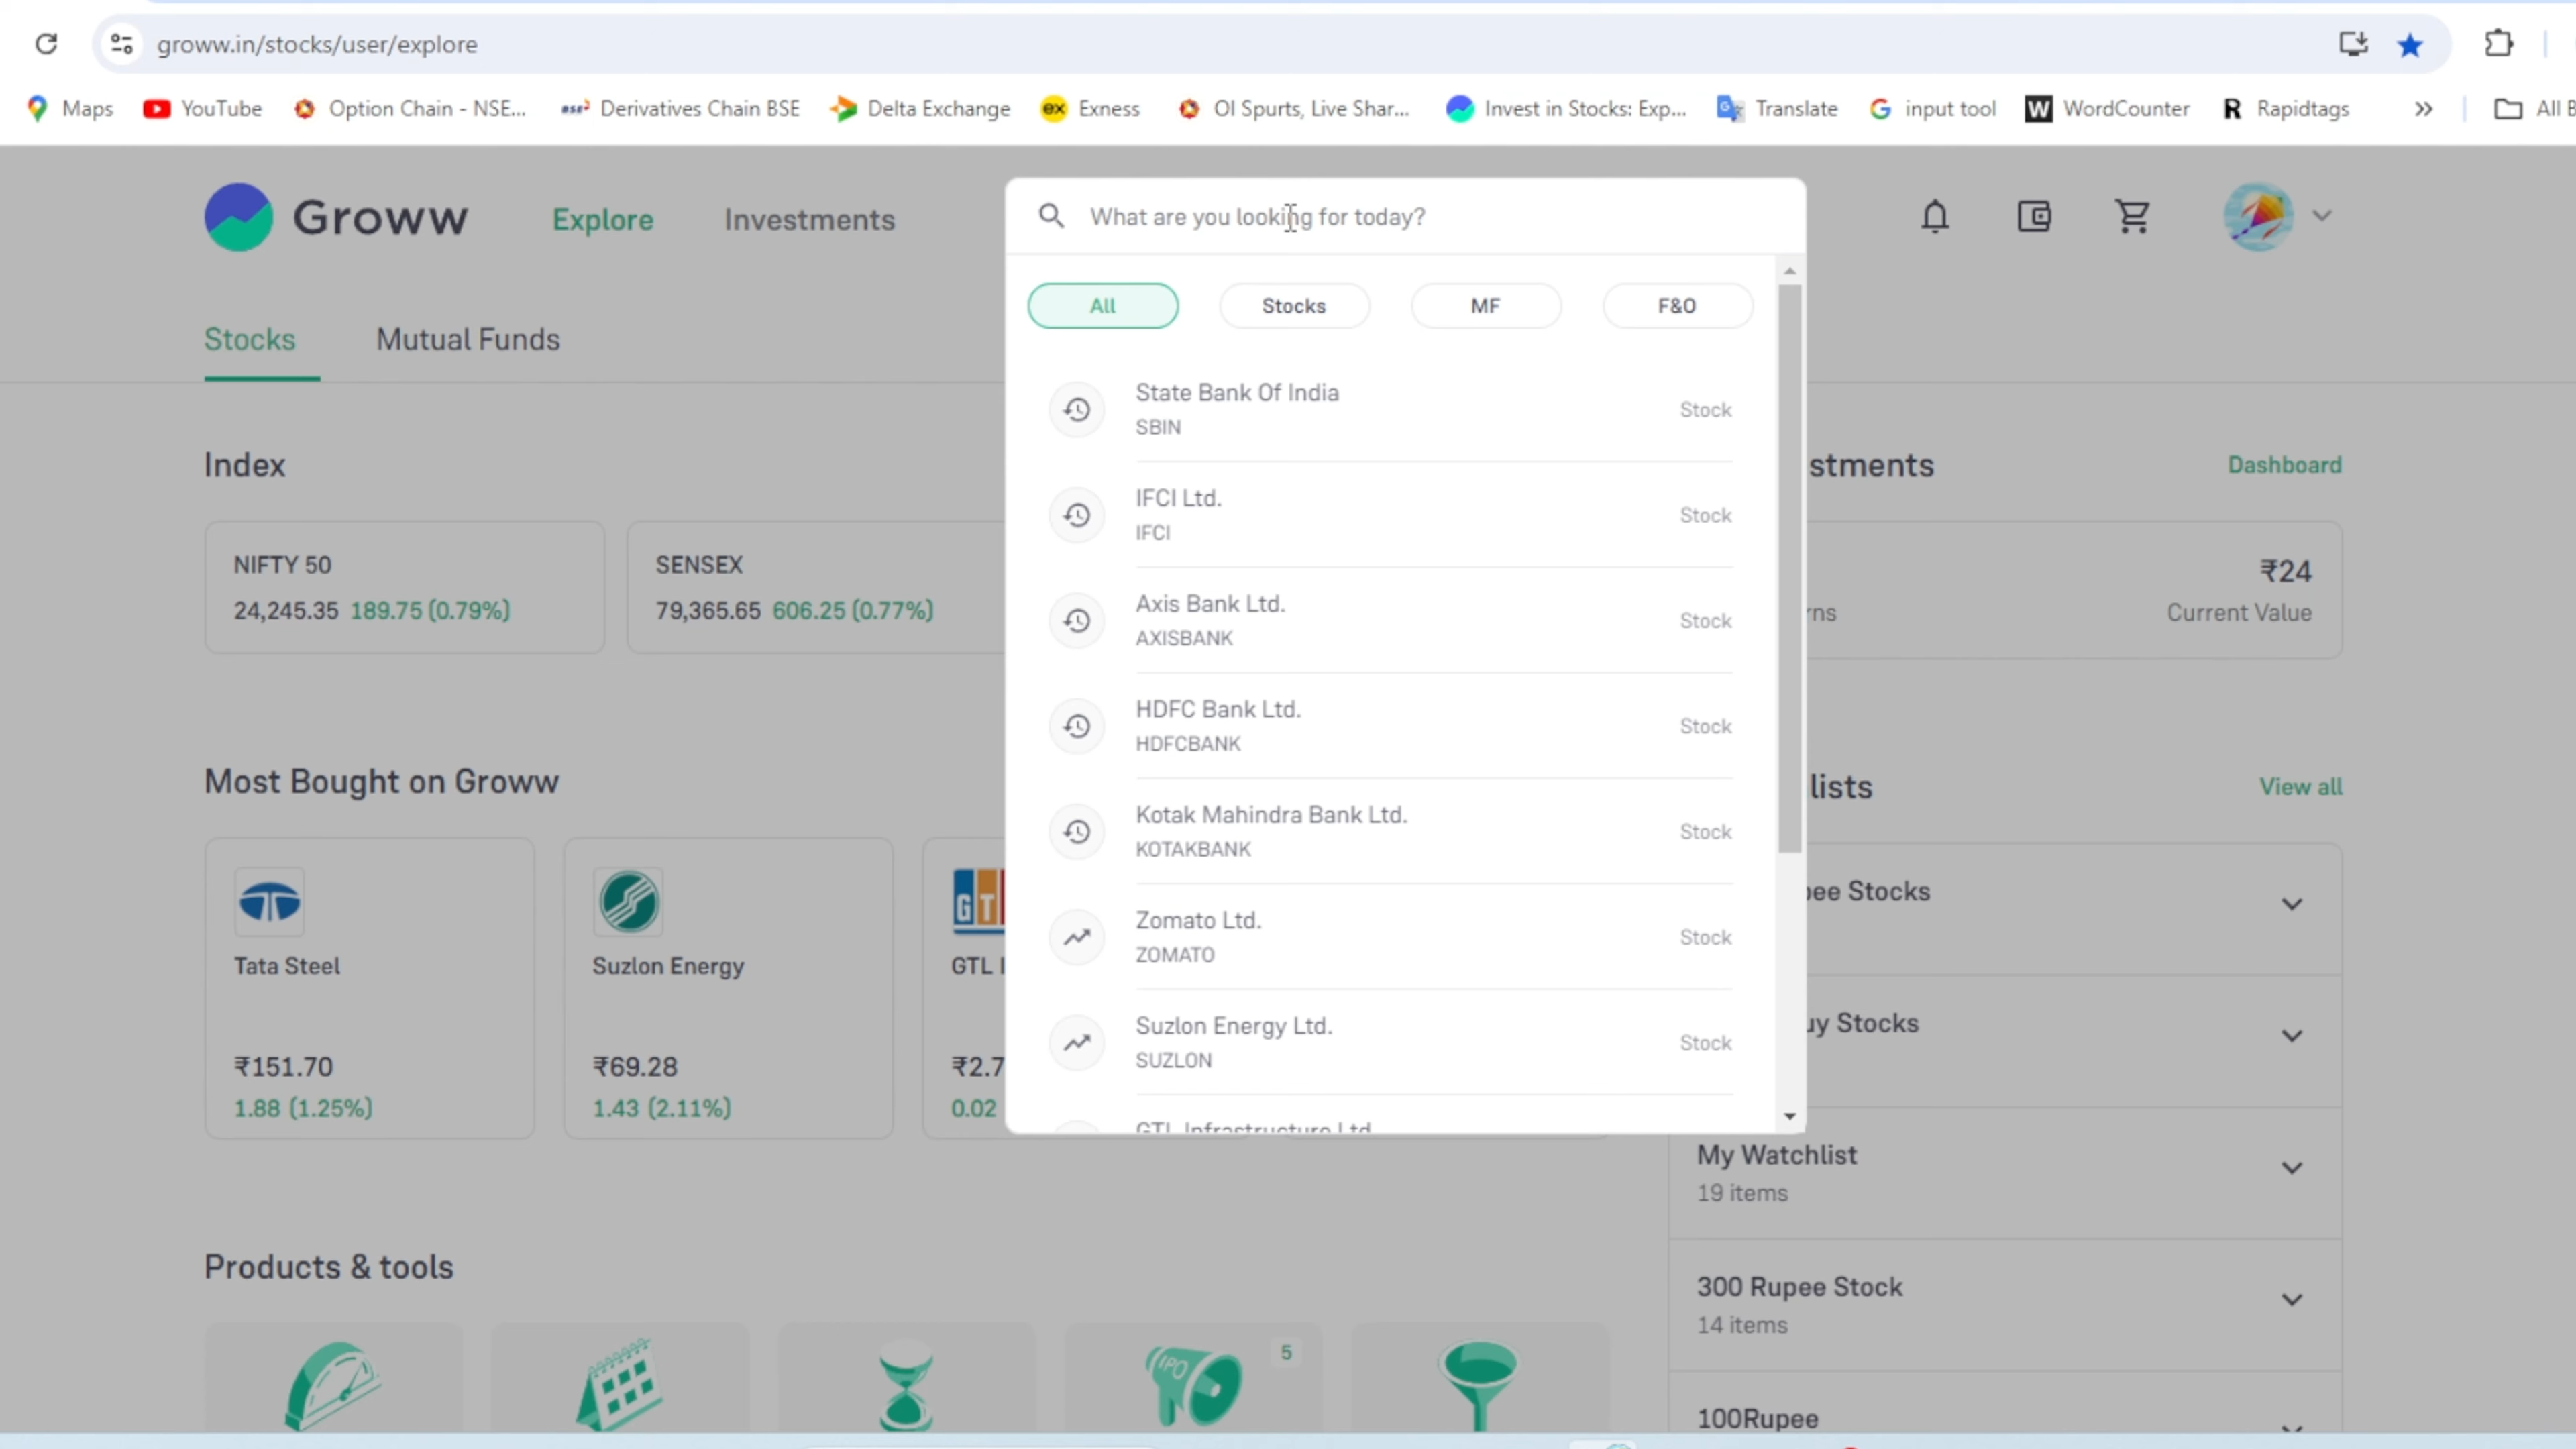 groww.in/stocks/user/explore
Maps YouTube Option Chain - NSE... Derivatives Chain BSE Delta Exchange Exness OI Spurts, Live Shar... Invest in Stocks: Exp... Translate input tool WordCounter Rapidtags » All B
Groww Explore Investments
What are you looking for today?
Stocks Mutual Funds
All Stocks MF F&O
State Bank Of India
SBIN
Stock
IFCI Ltd.
IFCI
Stock
Axis Bank Ltd.
AXISBANK
Stock
HDFC Bank Ltd.
HDFCBANK
Stock
Kotak Mahindra Bank Ltd.
KOTAKBANK
Stock
Zomato Ltd.
ZOMATO
Stock
Suzlon Energy Ltd.
SUZLON
Stock
GTL Infrastructure Ltd
Index
NIFTY 50
24,245.35 189.75 (0.79%)
SENSEX
79,365.65 606.25 (0.77%)
Most Bought on Groww
Tata Steel
₹151.70
1.88 (1.25%)
Suzlon Energy
₹69.28
1.43 (2.11%)
GTL I
₹2.7
0.02
Products & tools
IPO
5
stments Dashboard
₹24
rns Current Value
lists View all
ee Stocks
uy Stocks
My Watchlist
19 items
300 Rupee Stock
14 items
100Rupee